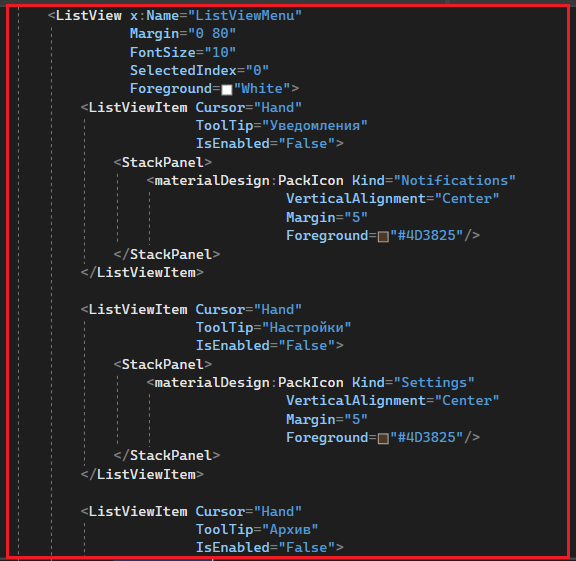 <ListView x:Name="ListViewMenu"
Margin="0 80"
FontSize="10"
SelectedIndex="0"
Foreground="White">
<ListViewItem Cursor="Hand"
ToolTip="Уведомления"
IsEnabled="False">
<StackPanel>
<materialDesign:PackIcon Kind="Notifications"
VerticalAlignment="Center"
Margin="5"
Foreground="#4D3825"/>
</StackPanel>
</ListViewItem>
<ListViewItem Cursor="Hand"
ToolTip="Настройки"
IsEnabled="False">
<StackPanel>
<materialDesign:PackIcon Kind="Settings"
VerticalAlignment="Center"
Margin="5"
Foreground="#4D3825"/>
</StackPanel>
</ListViewItem>
<ListViewItem Cursor="Hand"
ToolTip="Архив"
IsEnabled="False">